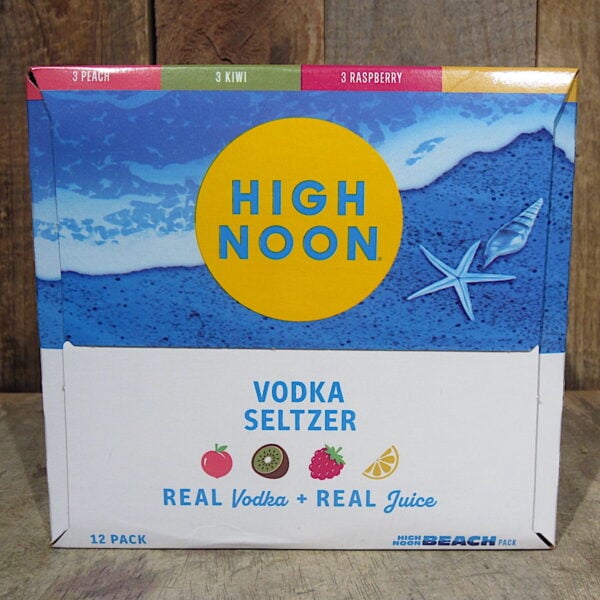 3 PEACH
3 KIWI
3 RASPBERRY
HIGH
NOON
VODKA
SELTZER
REAL Vodka + REAL Juice
12 PACK
HIGH
NOON BEACH PACK